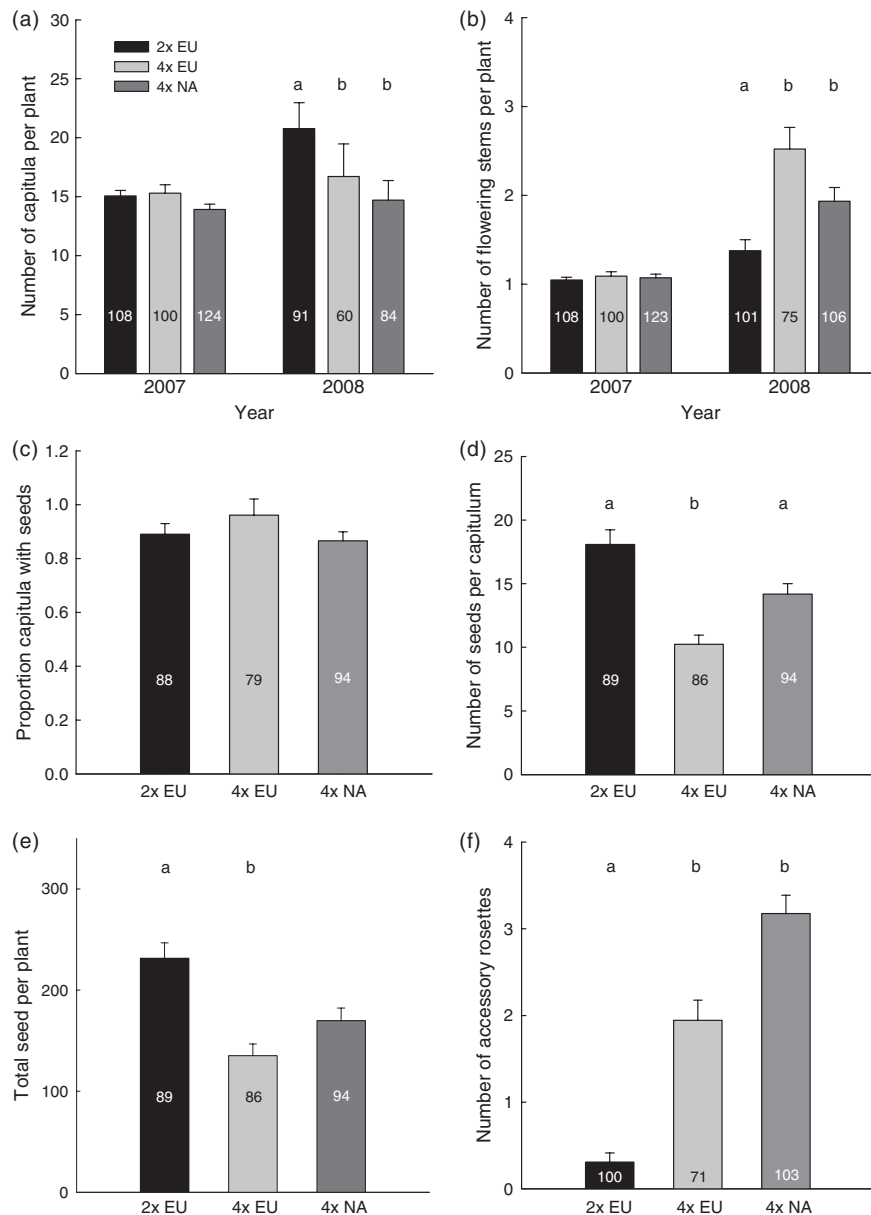 (a)
Number of capitula per plant
30
25
20
15
10
5
0
2x EU
4x EU
4x NA
a b b
108 100 124 91 60 84
2007 2008
Year
(b)
Number of flowering stems per plant
4
3
2
1
0
a b b
108 100 123 101 75 106
2007 2008
Year
(c)
Proportion capitula with seeds
1.2
1.0
0.8
0.6
0.4
0.2
0.0
88 79 94
2x EU 4x EU 4x NA
(d)
Number of seeds per capitulum
25
20
15
10
5
0
a b a
89 86 94
2x EU 4x EU 4x NA
(e)
Total seed per plant
300
200
100
0
a b
89 86 94
2x EU 4x EU 4x NA
(f)
Number of accessory rosettes
4
3
2
1
0
a b b
100 71 103
2x EU 4x EU 4x NA